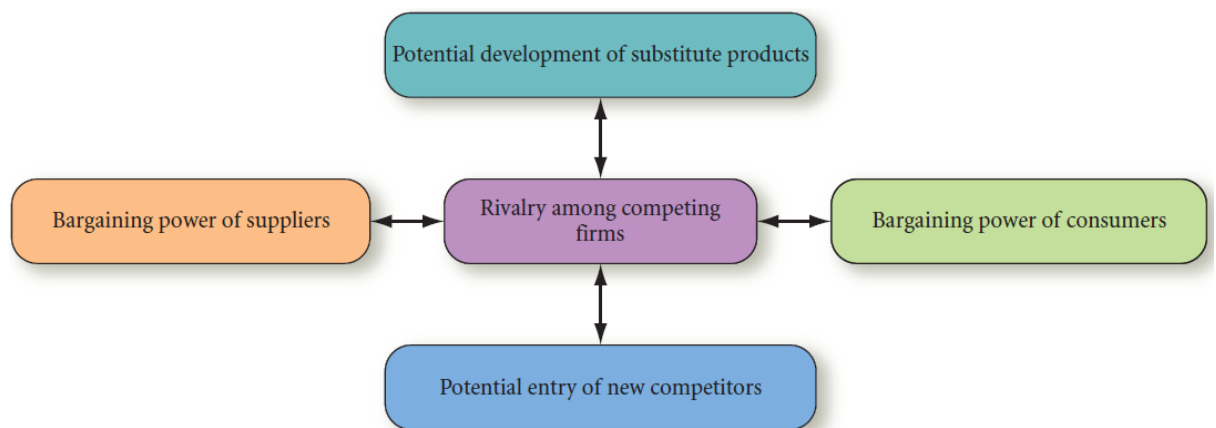 Potential development of substitute products
Bargaining power of suppliers
Rivalry among competing
firms
Bargaining power of consumers
Potential entry of new competitors